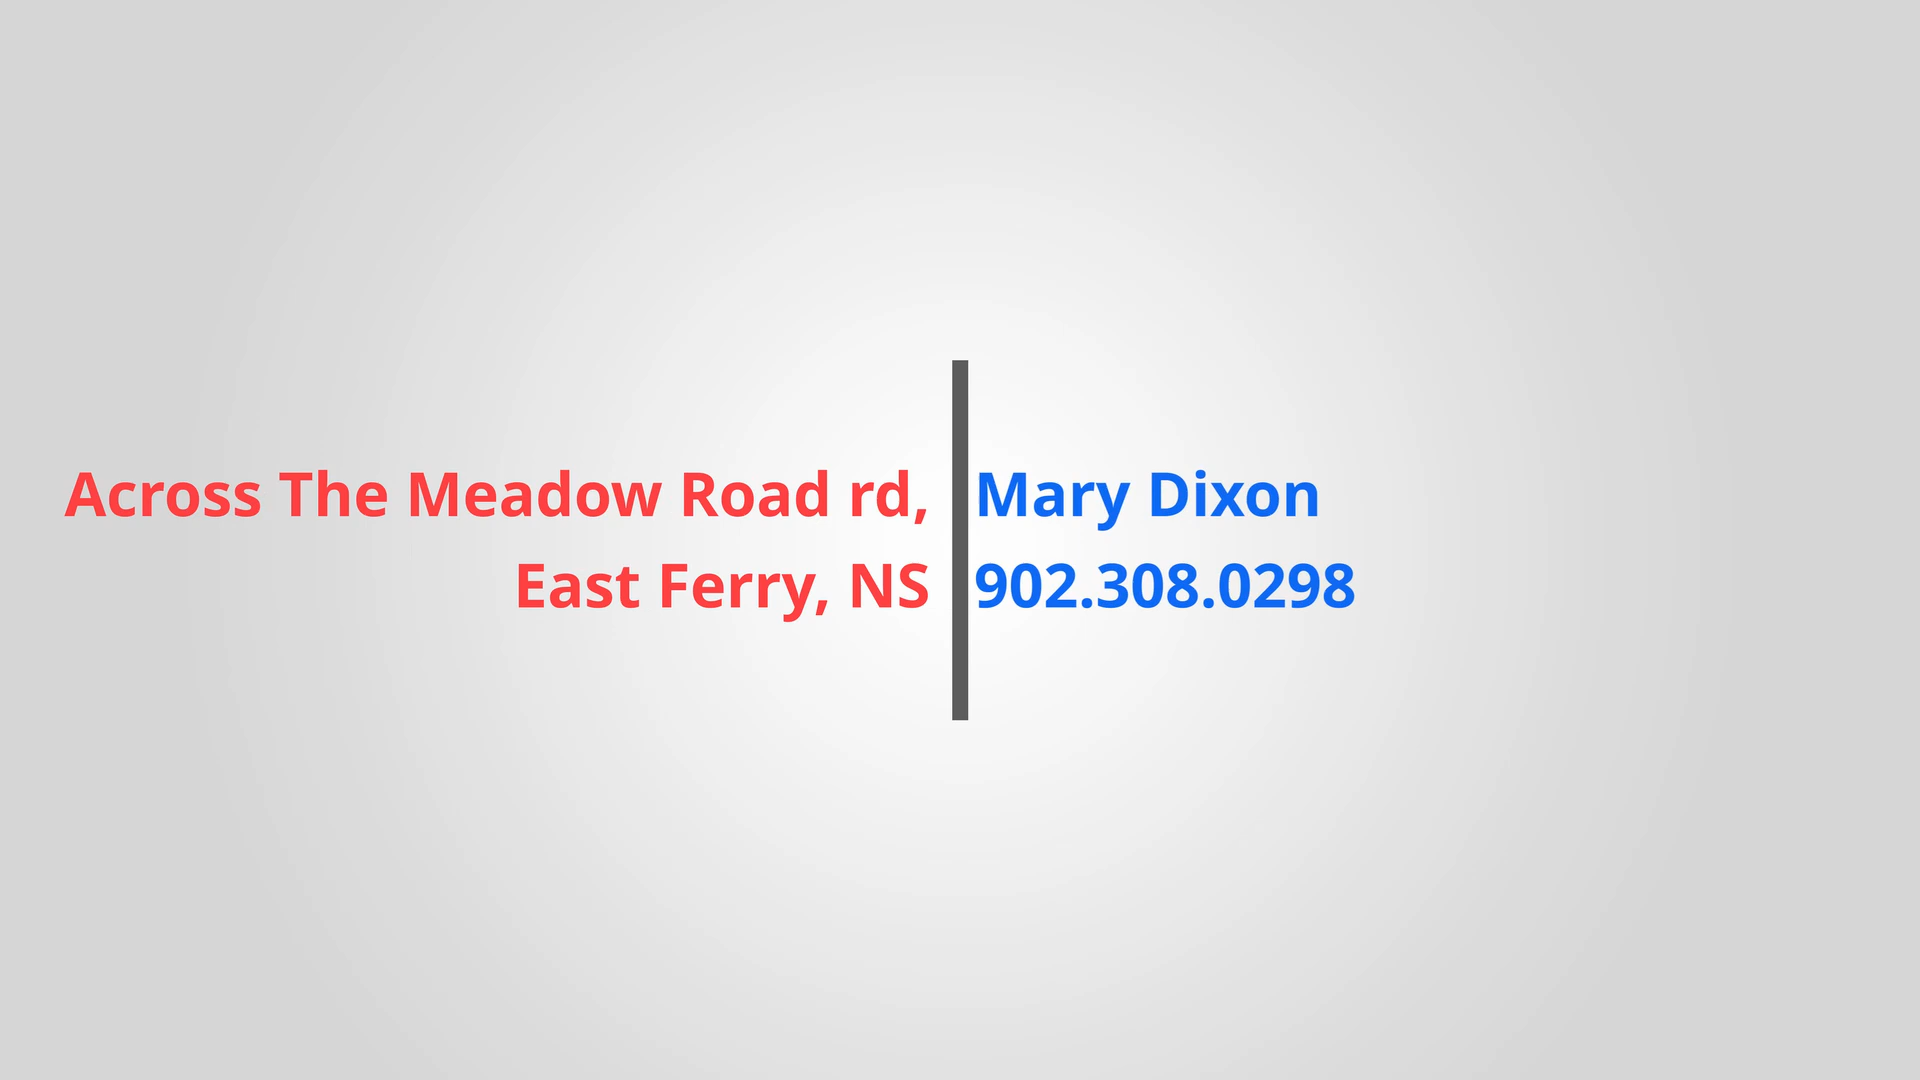 Across The Meadow Road rd,
East Ferry, NS
Mary Dixon
902.308.0298